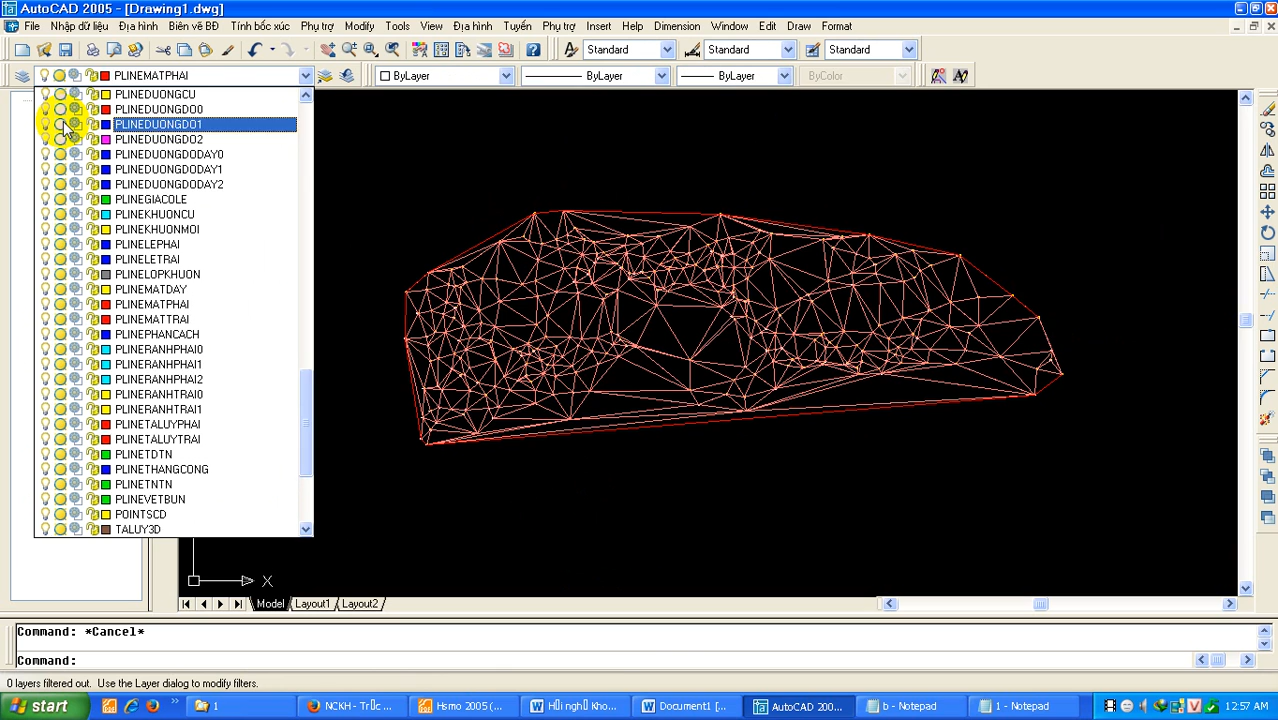 AutoCAD 2005 - [Drawing1.dwg]
File Nhập dữ liệu Địa hình Biên vẽ BĐ Tính bốc xúc Phụ trợ Modify Tools View Địa hình Tuyến Phụ trợ Insert Help Dimension Window Edit Draw Format
Standard Standard Standard
PLINEMATPHAI ByLayer ByLayer ByLayer ByColor
PLINEDUONGCU
PLINEDUONGDO0
PLINEDUONGDO1
PLINEDUONGDO2
PLINEDUONGDODAY0
PLINEDUONGDODAY1
PLINEDUONGDODAY2
PLINEGIACOLE
PLINEKHUONCU
PLINEKHUONMOI
PLINELEPHAI
PLINELETRAI
PLINELOPKHUON
PLINEMATDAY
PLINEMATPHAI
PLINEMATTRAI
PLINEPHANCACH
PLINERANHPHAI0
PLINERANHPHAI1
PLINERANHPHAI2
PLINERANHTRAI0
PLINERANHTRAI1
PLINETALUYPHAI
PLINETALUYTRAI
PLINETDTN
PLINETHANGCONG
PLINETNTN
PLINEVETBUN
POINTSCD
TALUY3D
X
Model Layout1 Layout2
Command: *Cancel*
Command:
0 layers filtered out. Use the Layer dialog to modify filters.
start 1 NCKH - Tr Hsmo 2005 (... Kho... Document1 [... AutoCAD 200... b - Notepad 1 - Notepad 12:57 AM